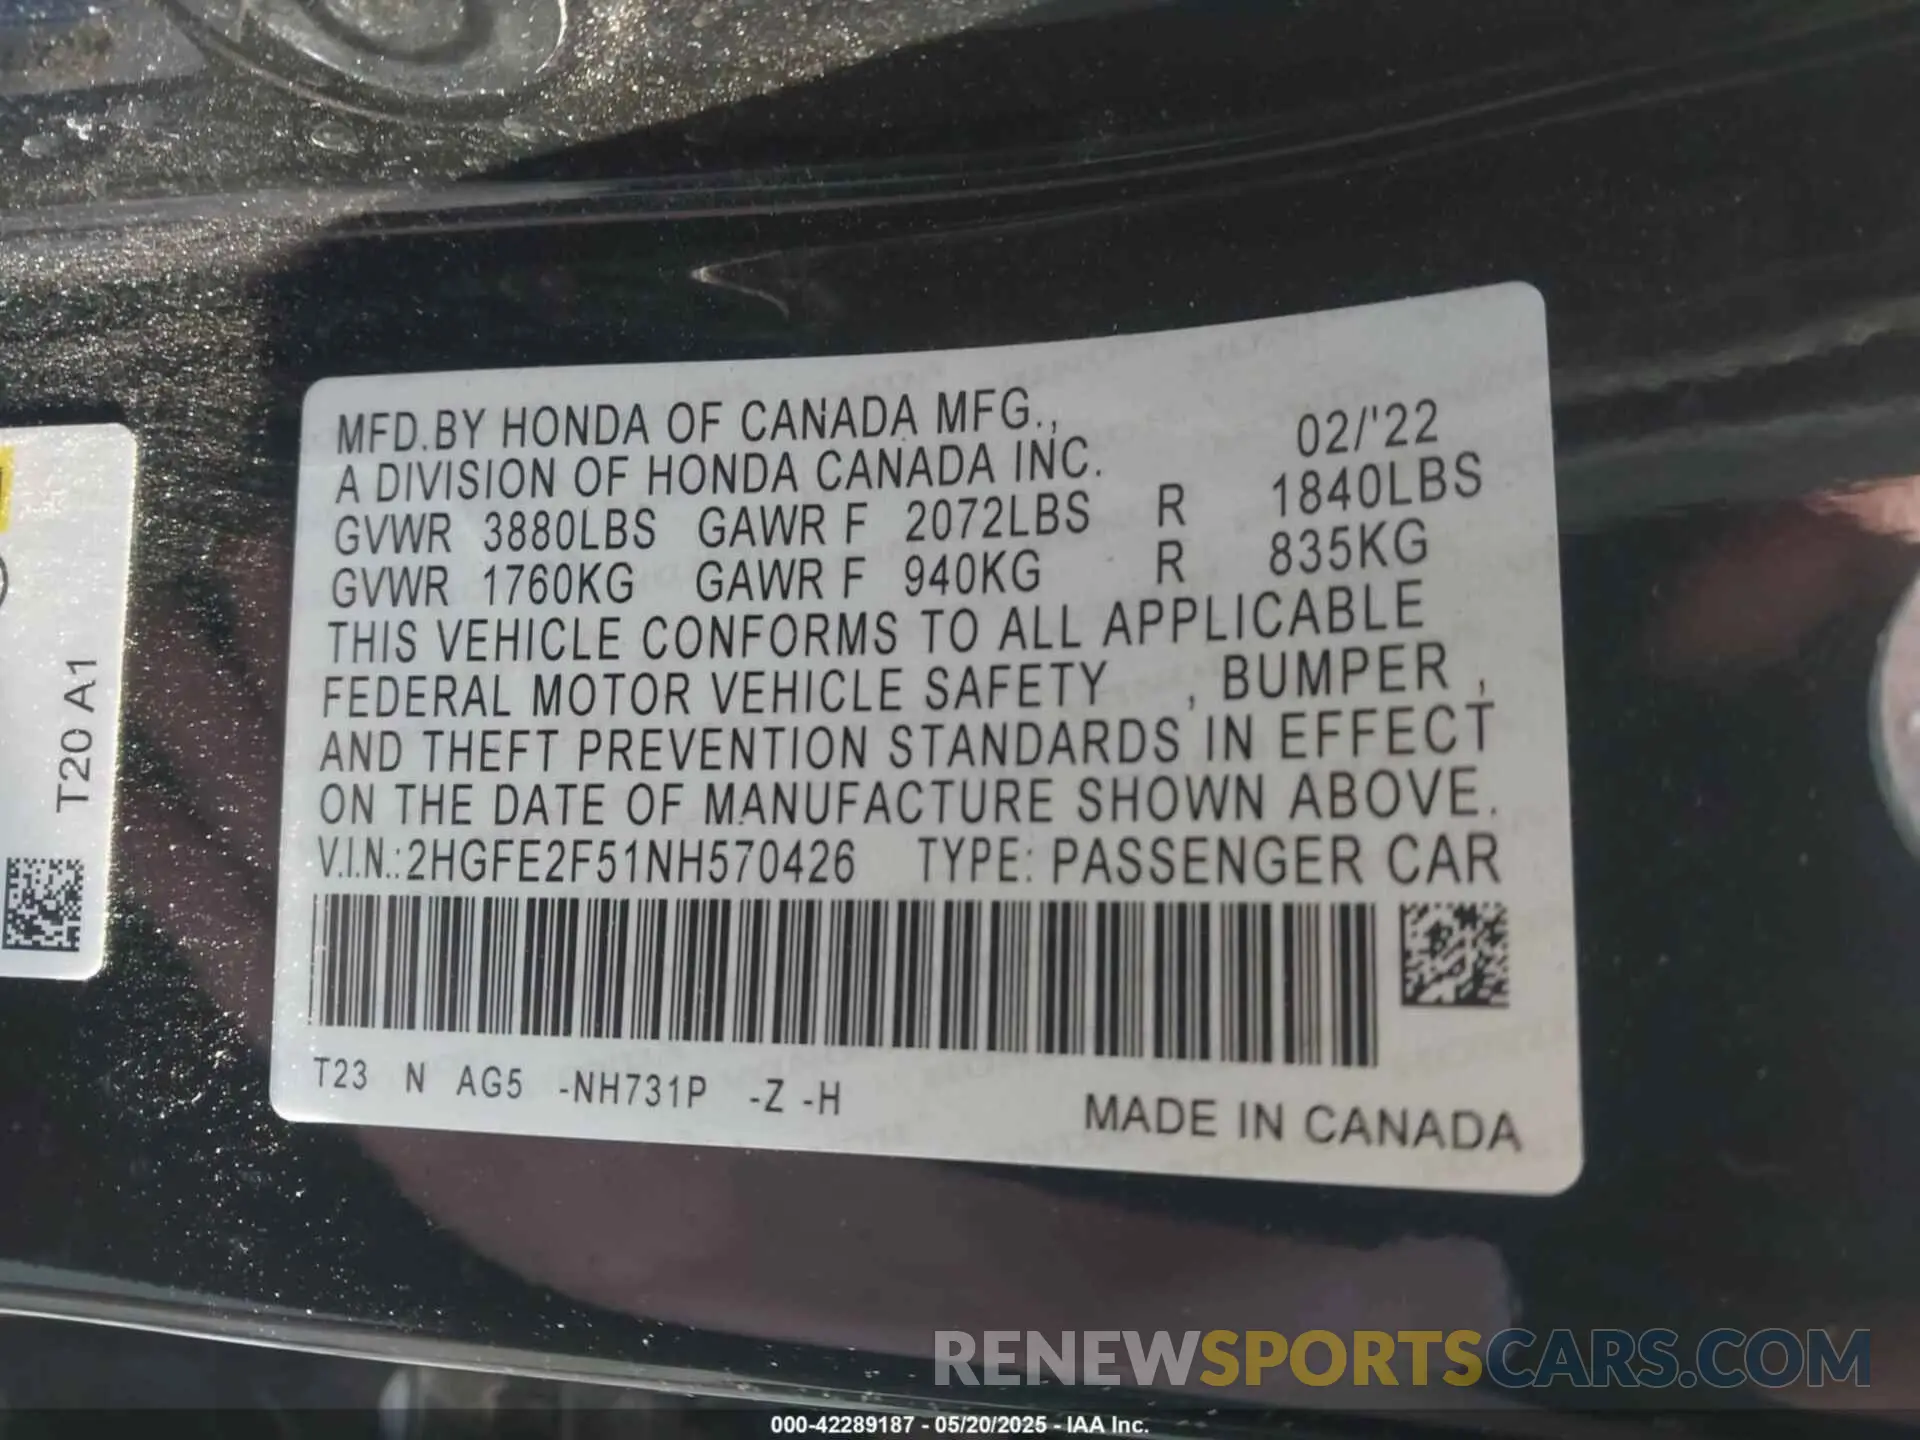 MFD.BY HONDA OF CANADA MFG., 02/'22
A DIVISION OF HONDA CANADA INC.
GVWR 3880LBS GAWR F 2072LBS R 1840LBS
GVWR 1760KG GAWR F 940KG R 835KG
THIS VEHICLE CONFORMS TO ALL APPLICABLE
FEDERAL MOTOR VEHICLE SAFETY , BUMPER ,
AND THEFT PREVENTION STANDARDS IN EFFECT
ON THE DATE OF MANUFACTURE SHOWN ABOVE.
V.I.N.:2HGFE2F51NH570426 TYPE: PASSENGER CAR
T23 N AG5 -NH731P -Z -H
MADE IN CANADA
T20 A1
RENEWSPORTSCARS.COM
000-42289187 - 05/20/2025 - IAA Inc.